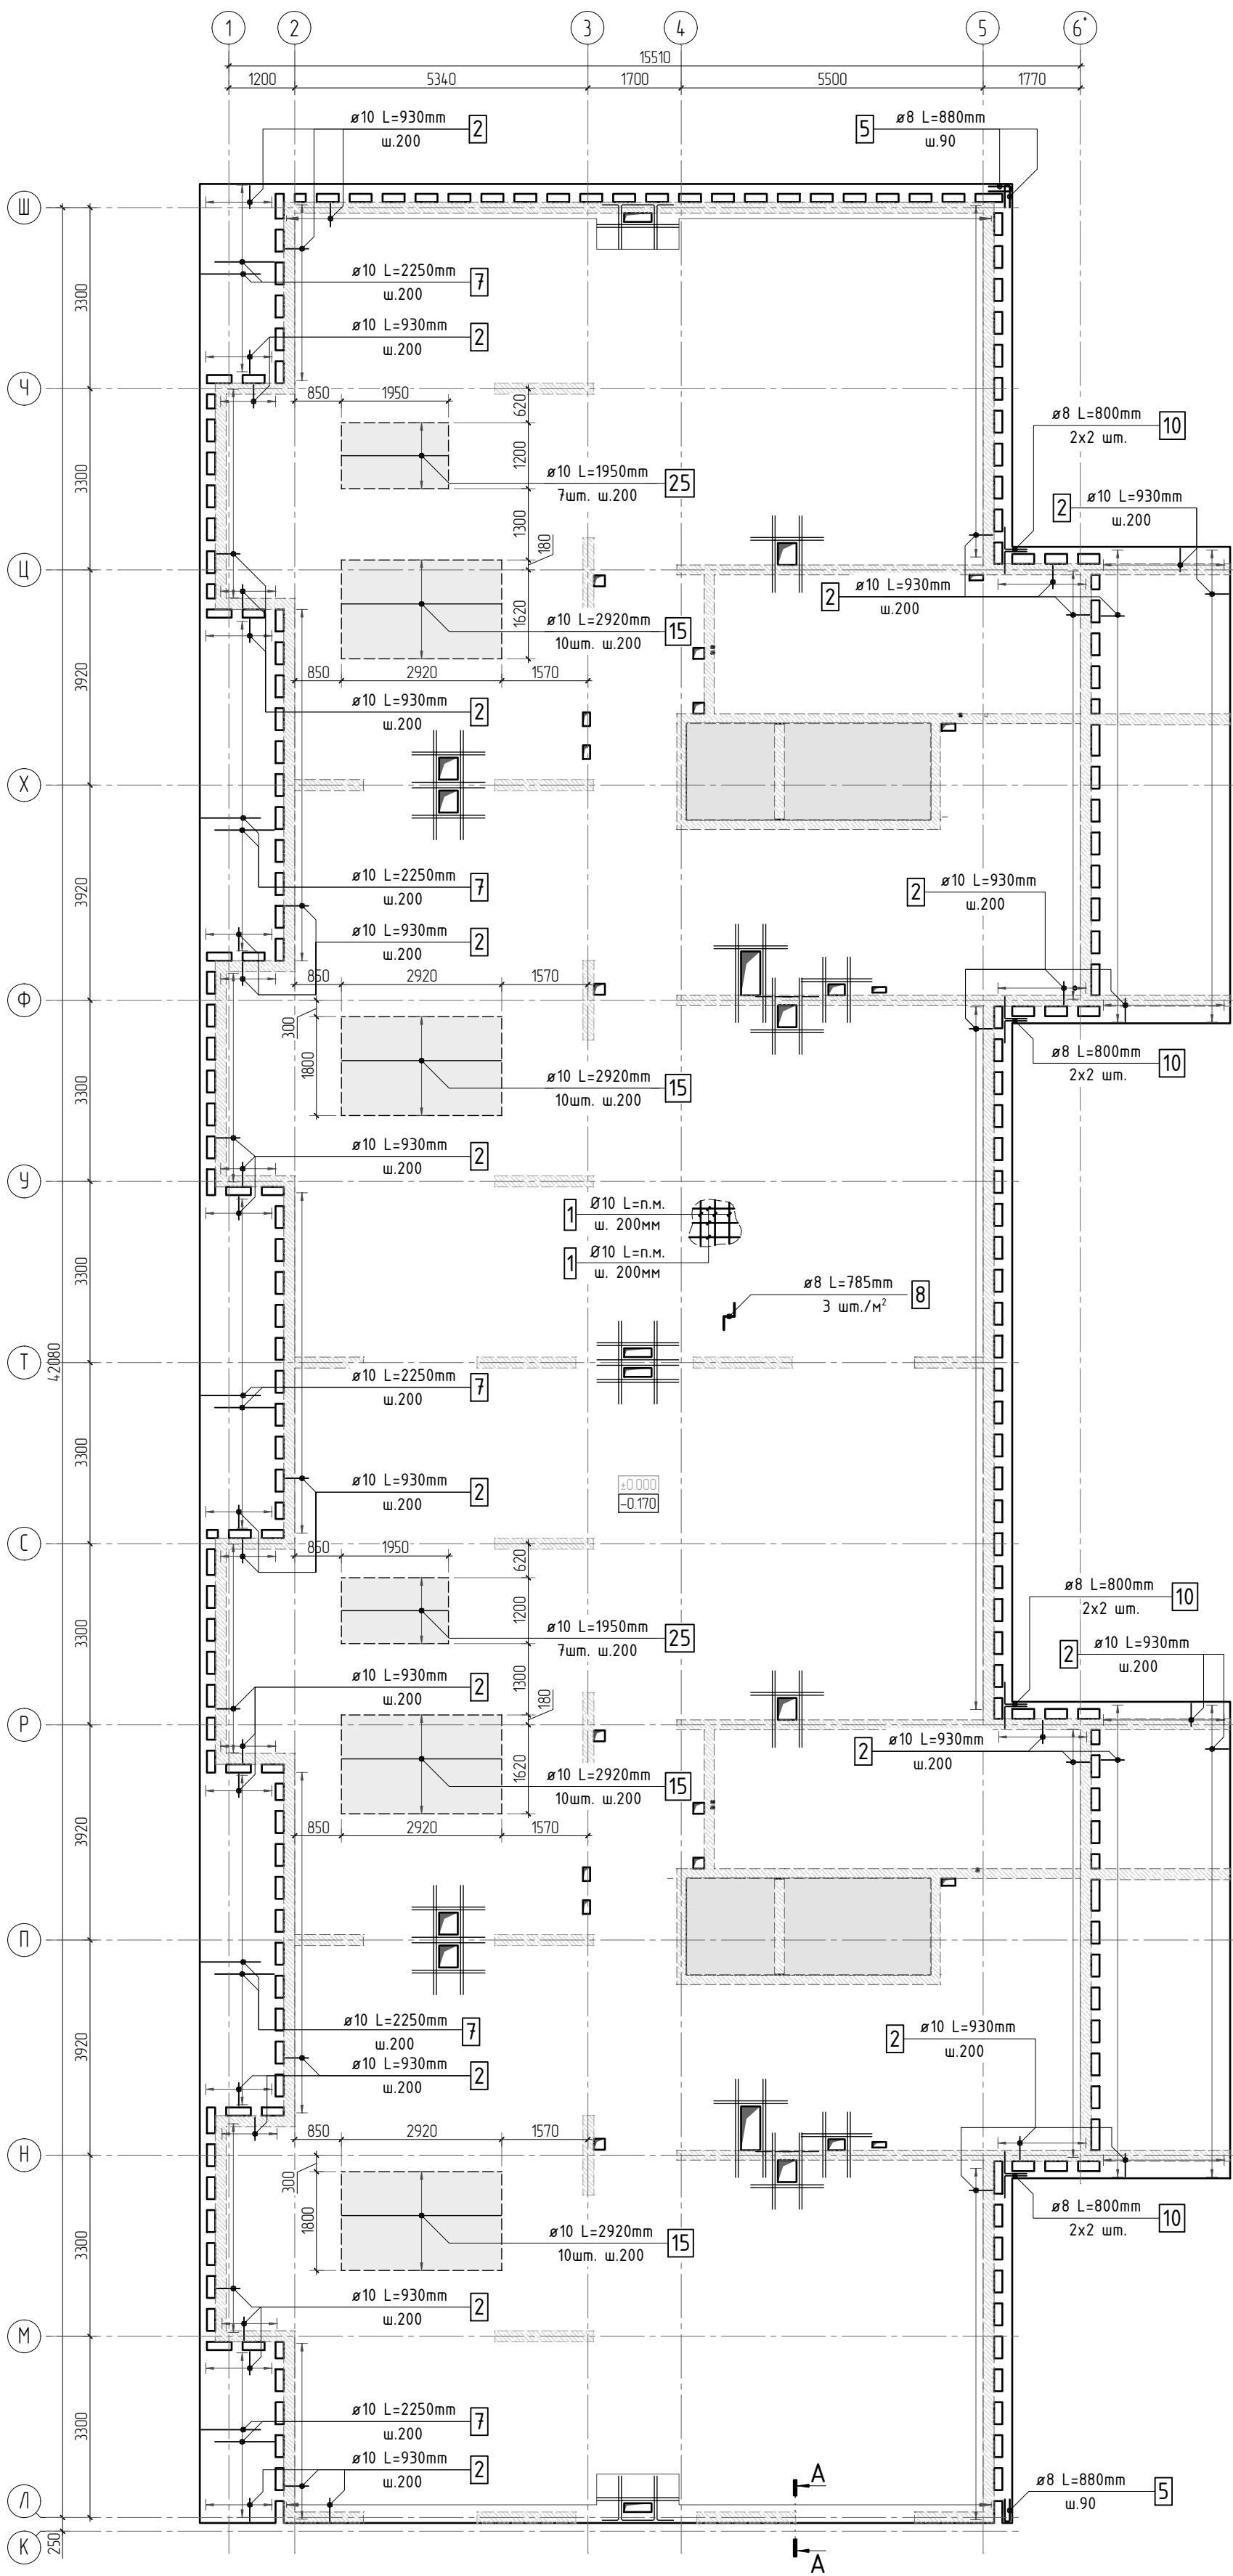 1 2 3 4 5 6*
15510
1200 5340 1700 5500 1770
ø10 L=930mm 2
ш.200
5 ø8 L=880mm
ш.90
Ш
3300
ø10 L=2250mm 7
ш.200
ø10 L=930mm 2
ш.200
Ч
850 1950 620
ø8 L=800mm 10
2x2 шт.
1200
3300
ø10 L=1950mm 25
7шт. ш.200
2 ø10 L=930mm
ш.200
1300 180
Ц
2 ø10 L=930mm
ш.200
1620
ø10 L=2920mm 15
10шт. ш.200
3920
850 2920 1570
ø10 L=930mm 2
ш.200
Х
3920
ø10 L=2250mm 7
ш.200
2 ø10 L=930mm
ш.200
ø10 L=930mm 2
ш.200
850 2920 1570
Ф
300
1800
ø8 L=800mm 10
2x2 шт.
3300
ø10 L=2920mm 15
10шт. ш.200
ø10 L=930mm 2
ш.200
У
1 Ø10 L=п.м.
ш. 200мм
1 Ø10 L=п.м.
ш. 200мм
3300
ø8 L=785mm 8
3 шт./м²
Т
42080
ø10 L=2250mm 7
ш.200
3300
±0.000
-0.170
ø10 L=930mm 2
ш.200
С
850 1950 620
1200
ø8 L=800mm 10
2x2 шт.
3300
ø10 L=1950mm 25
7шт. ш.200
2 ø10 L=930mm
ш.200
ø10 L=930mm 2
ш.200
1300 180
Р
2 ø10 L=930mm
ш.200
1620
ø10 L=2920mm 15
10шт. ш.200
3920
850 2920 1570
П
3920
ø10 L=2250mm 7
ш.200
2 ø10 L=930mm
ш.200
ø10 L=930mm 2
ш.200
850 2920 1570
Н
300
1800
ø8 L=800mm 10
2x2 шт.
3300
ø10 L=2920mm 15
10шт. ш.200
ø10 L=930mm 2
ш.200
М
3300
ø10 L=2250mm 7
ш.200
ø10 L=930mm 2
ш.200
А
ø8 L=880mm 5
ш.90
Л
250
К
А